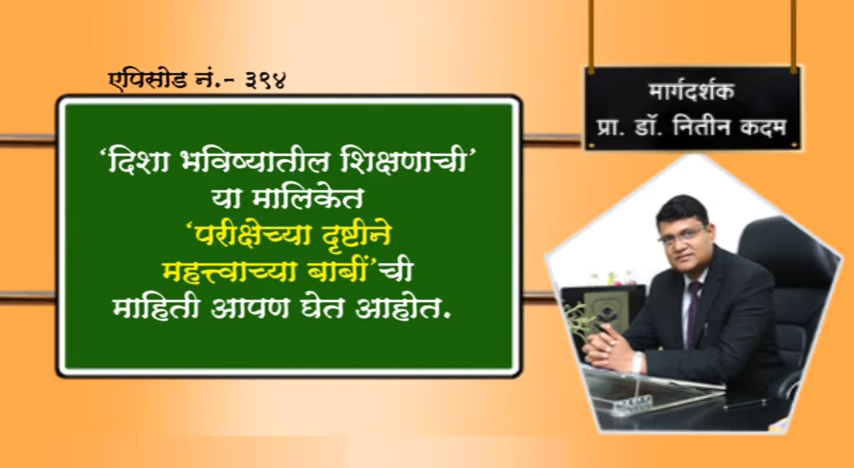 एपिसोड नं.- ३९४
मार्गदर्शक
प्रा. डॉ. नितीन कदम
‘दिशा भविष्यातील शिक्षणाची’
या मालिकेत
‘परीक्षेच्या दृष्टीने
महत्त्वाच्या बाबीं’ची
माहिती आपण घेत आहोत.